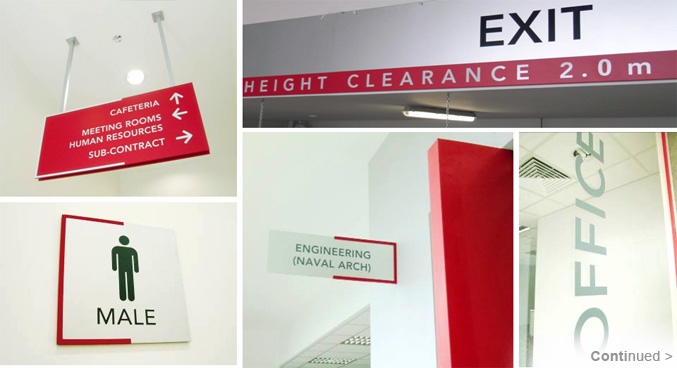 CAFETERIA
MEETING ROOMS
HUMAN RESOURCES
SUB-CONTRACT
EXIT
HEIGHT CLEARANCE 2.0 m
MALE
ENGINEERING
(NAVAL ARCH)
OFFICE
Continued >